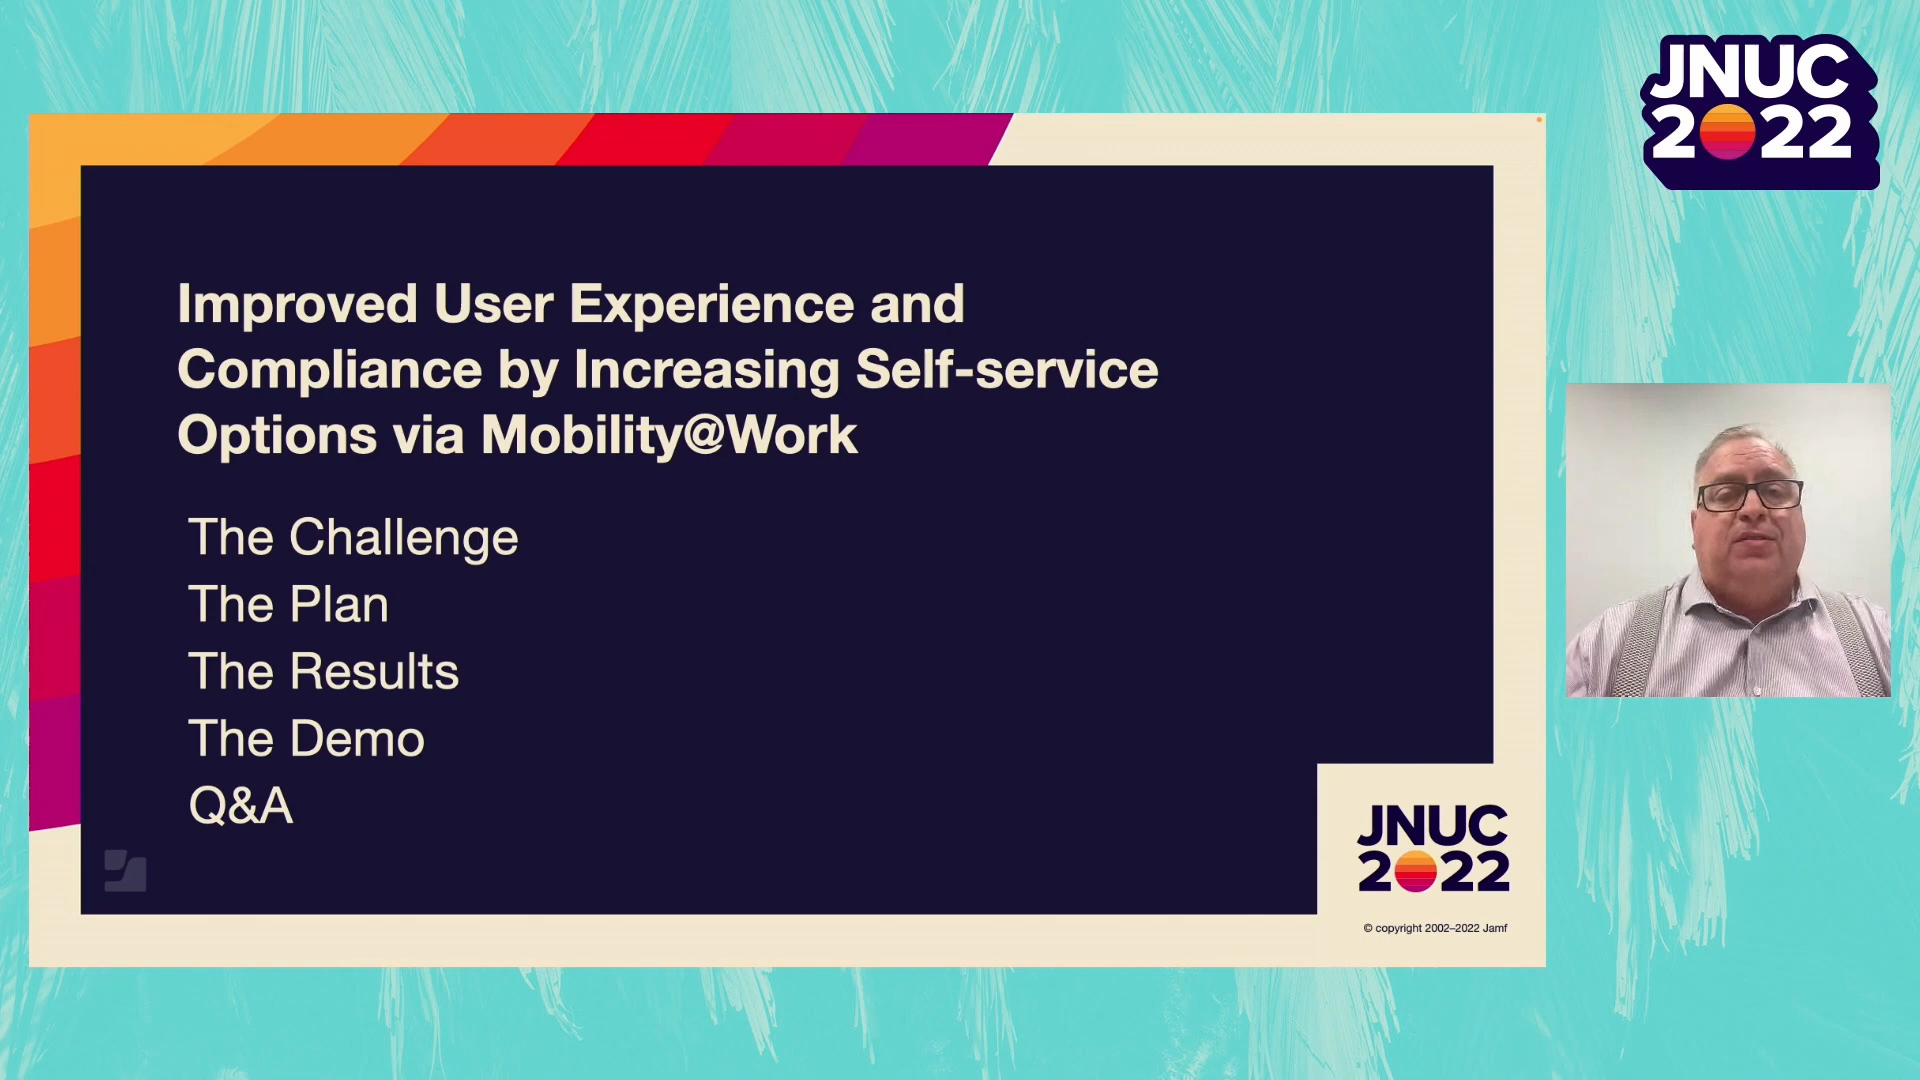 JNUC
2022
Improved User Experience and
Compliance by Increasing Self-service
Options via Mobility@Work
The Challenge
The Plan
The Results
The Demo
Q&A
JNUC
2022
© copyright 2002–2022 Jamf